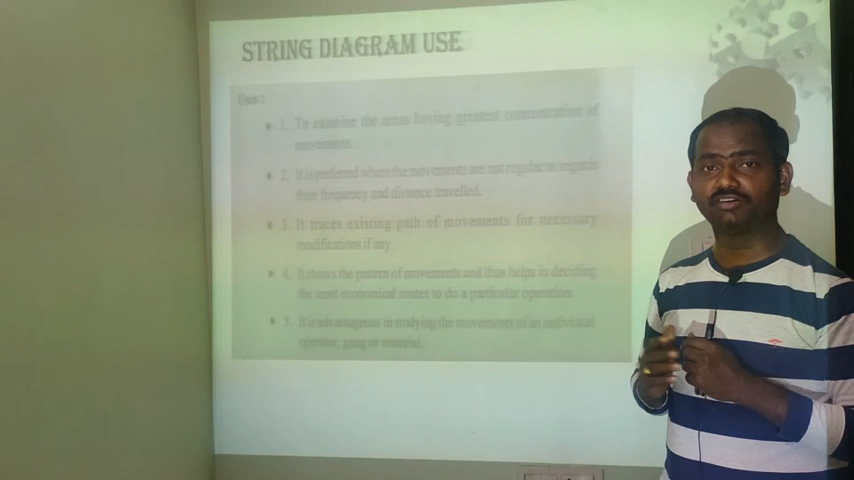 STRING DIAGRAM USE
Uses :
1. To examine the areas having greatest concentration of
movements.
2. It is preferred where the movements are not regular as regards
their frequency and distance travelled.
3. It traces existing path of movements for necessary
modifications if any.
4. It shows the pattern of movements and thus helps in deciding
the most economical routes to do a particular operation.
5. It is advantageous in studying the movements of an individual
operator, gang or material.